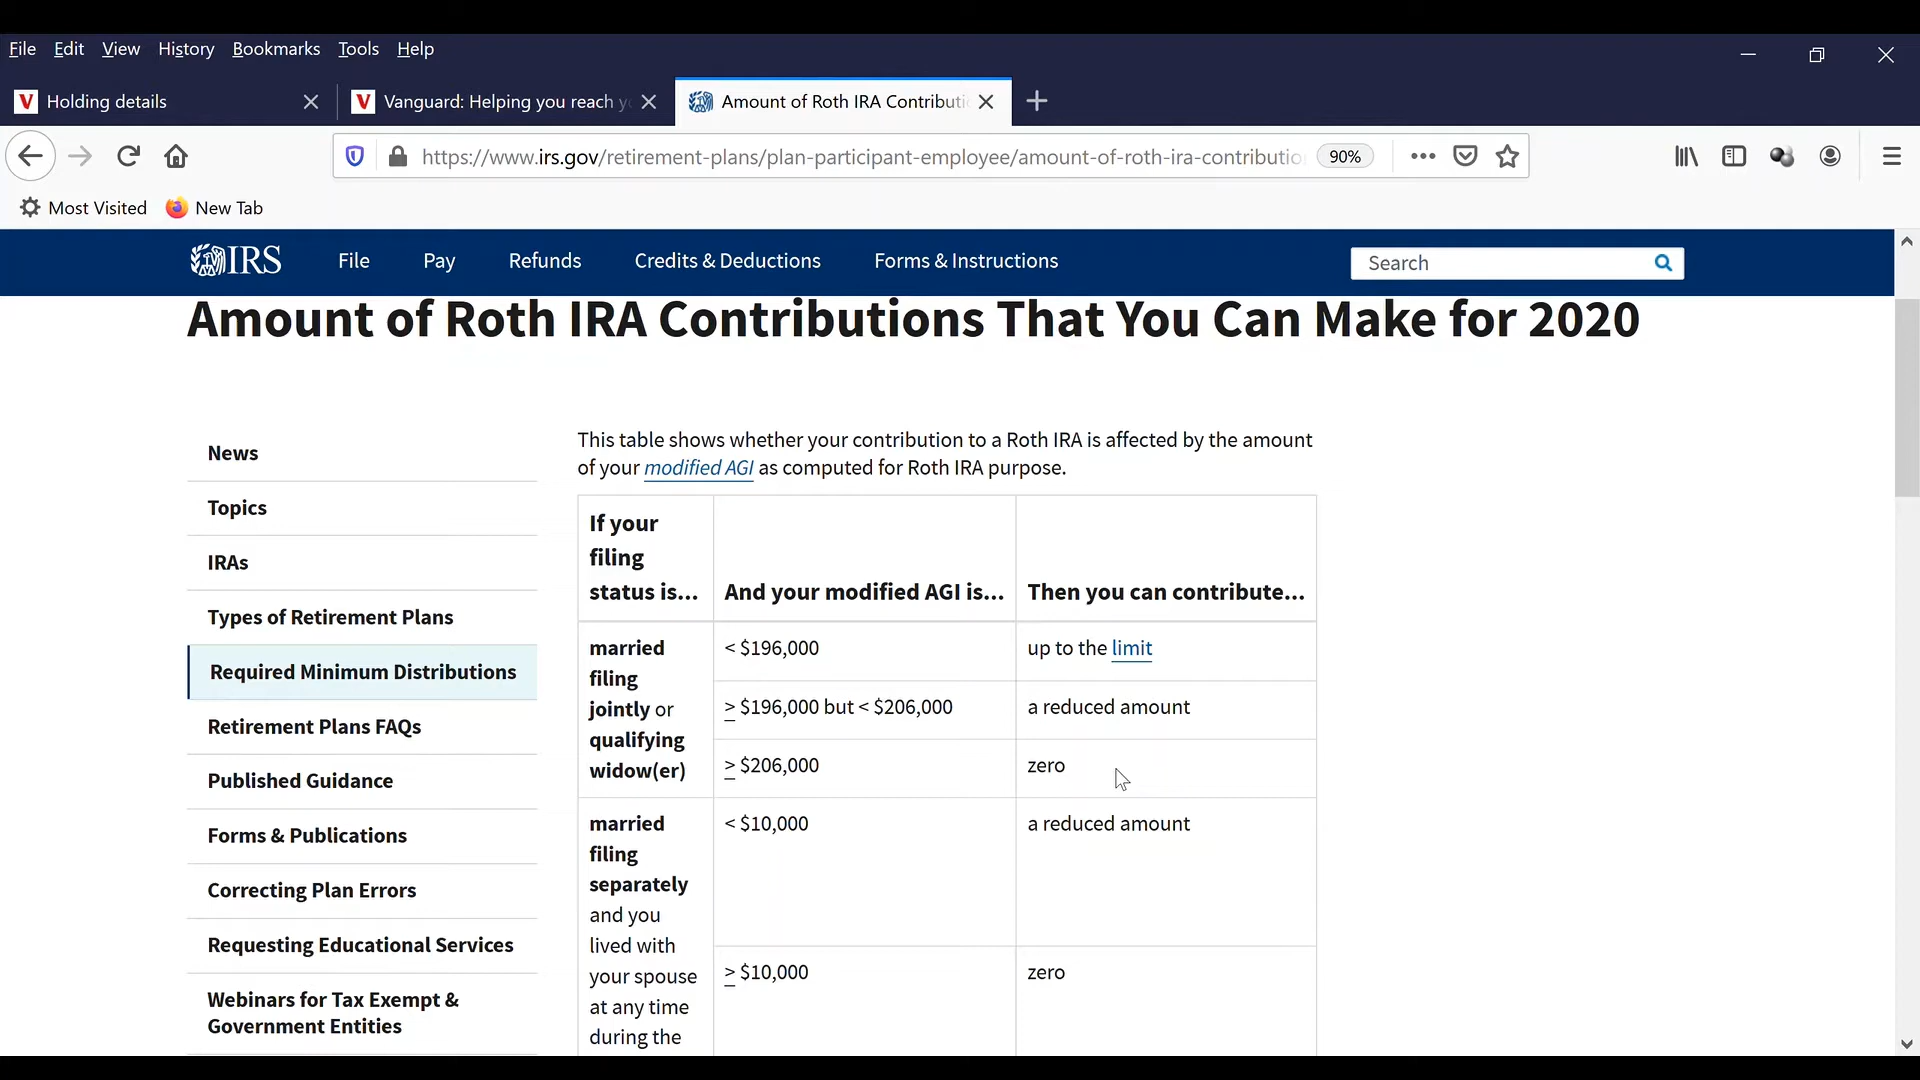 File Edit View History Bookmarks Tools Help
Holding details
Vanguard: Helping you reach yo
Amount of Roth IRA Contributi
https://www.irs.gov/retirement-plans/plan-participant-employee/amount-of-roth-ira-contributio
90%
Most Visited New Tab
IRS File Pay Refunds Credits & Deductions Forms & Instructions Search
Amount of Roth IRA Contributions That You Can Make for 2020
News
Topics
IRAs
Types of Retirement Plans
Required Minimum Distributions
Retirement Plans FAQs
Published Guidance
Forms & Publications
Correcting Plan Errors
Requesting Educational Services
Webinars for Tax Exempt &
Government Entities
This table shows whether your contribution to a Roth IRA is affected by the amount
of your modified AGI as computed for Roth IRA purpose.
If your
filing
status is...
And your modified AGI is...
Then you can contribute...
married
filing
jointly or
qualifying
widow(er)
< $196,000
up to the limit
> $196,000 but < $206,000
a reduced amount
> $206,000
zero
married
filing
separately
and you
lived with
your spouse
at any time
during the
< $10,000
a reduced amount
> $10,000
zero